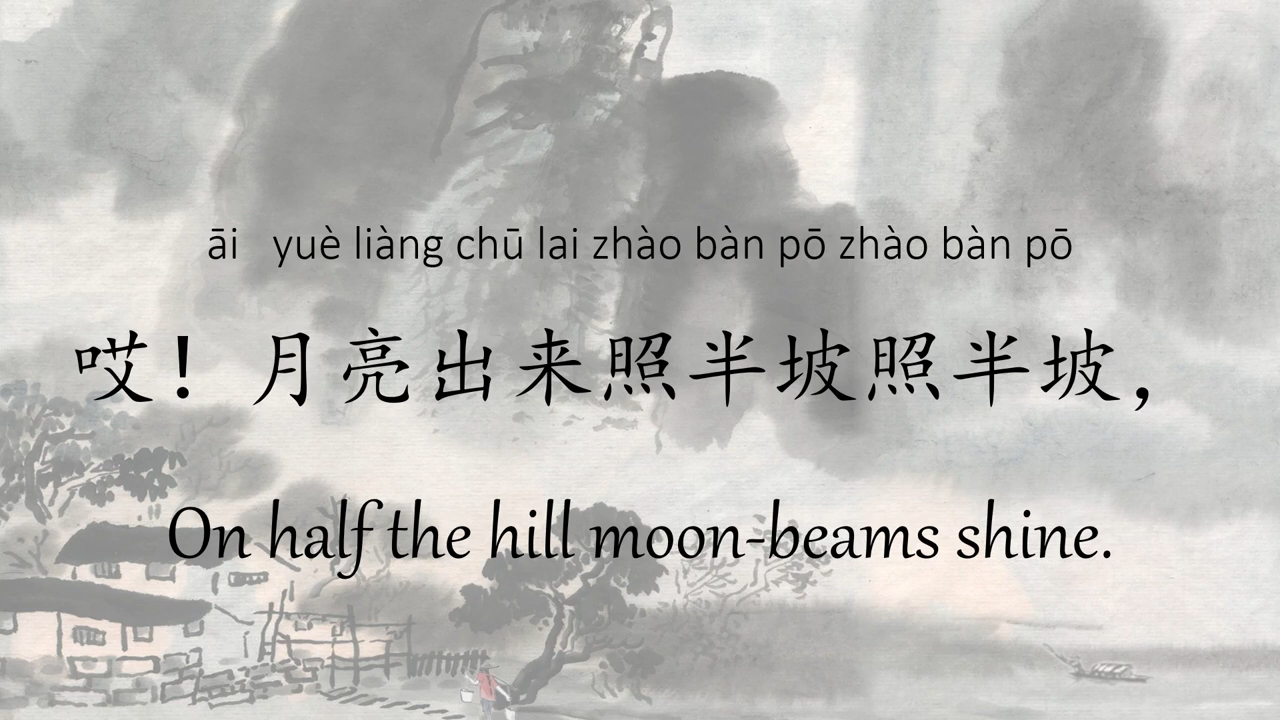 āi yuè liàng chū lai zhào bàn pō zhào bàn pō
哎！月亮出来照半坡照半坡，
On half the hill moon-beams shine.